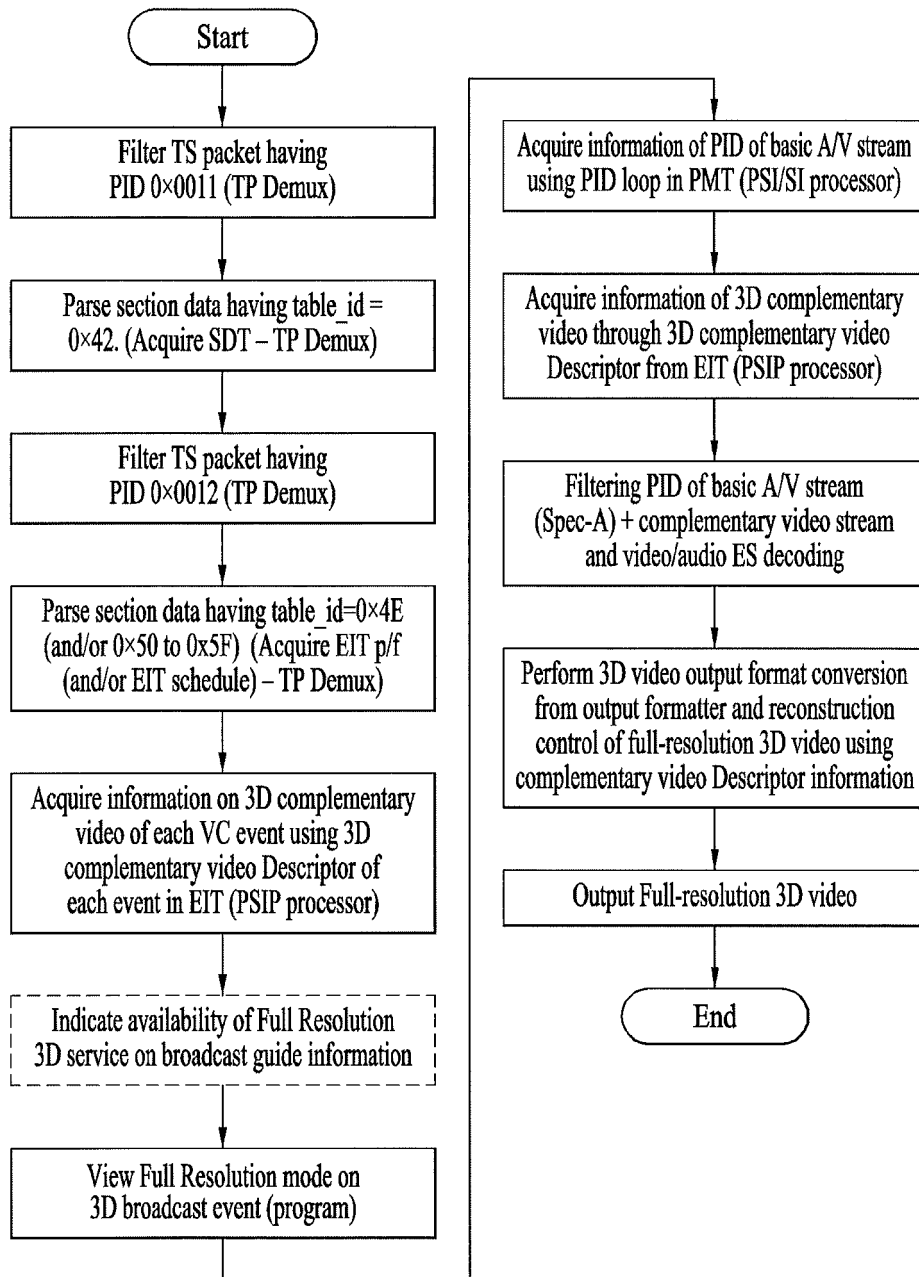 Start
Filter TS packet having
PID 0×0011 (TP Demux)
Parse section data having table_id =
0×42. (Acquire SDT – TP Demux)
Filter TS packet having
PID 0×0012 (TP Demux)
Parse section data having table_id=0×4E
(and/or 0×50 to 0x5F) (Acquire EIT p/f
(and/or EIT schedule) – TP Demux)
Acquire information on 3D complementary
video of each VC event using 3D
complementary video Descriptor of
each event in EIT (PSIP processor)
Indicate availability of Full Resolution
3D service on broadcast guide information
View Full Resolution mode on
3D broadcast event (program)
Acquire information of PID of basic A/V stream
using PID loop in PMT (PSI/SI processor)
Acquire information of 3D complementary
video through 3D complementary video
Descriptor from EIT (PSIP processor)
Filtering PID of basic A/V stream
(Spec-A) + complementary video stream
and video/audio ES decoding
Perform 3D video output format conversion
from output formatter and reconstruction
control of full-resolution 3D video using
complementary video Descriptor information
Output Full-resolution 3D video
End